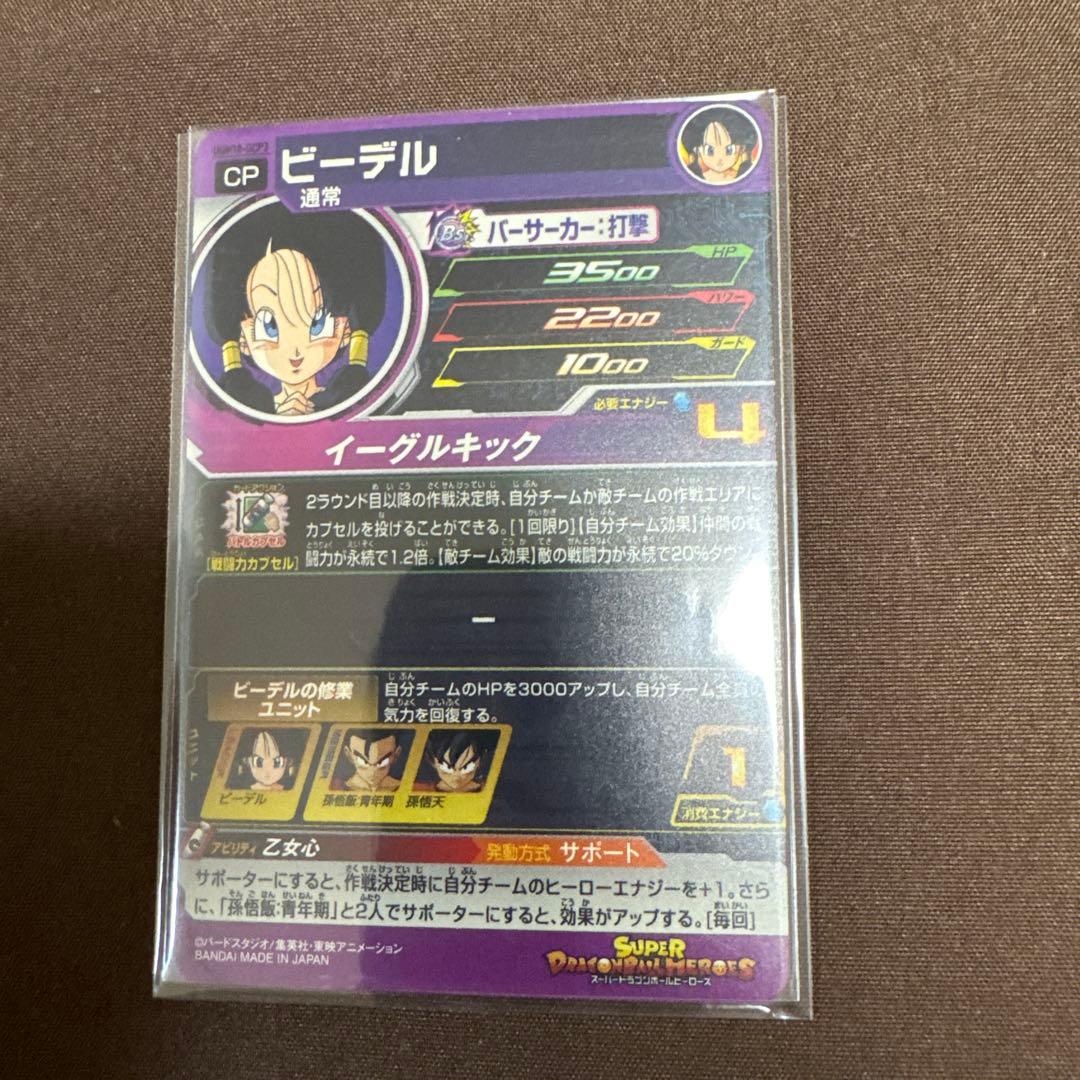 CP
ビーデル
通常
Bs
バーサーカー:打撃
HP
3500
パワー
2200
ガード
1000
必要エナジー
4
イーグルキック
カードアクション
バトルカプセル
[戦闘力カプセル]
2ラウンド目以降の作戦決定時、自分チームか敵チームの作戦エリアに
カプセルを投げることができる。[1回限り]【自分チーム効果】仲間の戦
闘力が永続で1.2倍。【敵チーム効果】敵の戦闘力が永続で20%ダウン
ー
ビーデルの修業
ユニット
自分チームのHPを3000アップし、自分チーム全員の
気力を回復する。
ビーデル
孫悟飯:青年期
孫悟天
1
消費エナジー
アビリティ 乙女心
発動方式 サポート
サポーターにすると、作戦決定時に自分チームのヒーローエナジーを+1。さら
に、「孫悟飯:青年期」と2人でサポーターにすると、効果がアップする。[毎回]
©バードスタジオ/集英社・東映アニメーション
BANDAI MADE IN JAPAN
SUPER
DRAGONBALL HEROES
スーパードラゴンボールヒーローズ